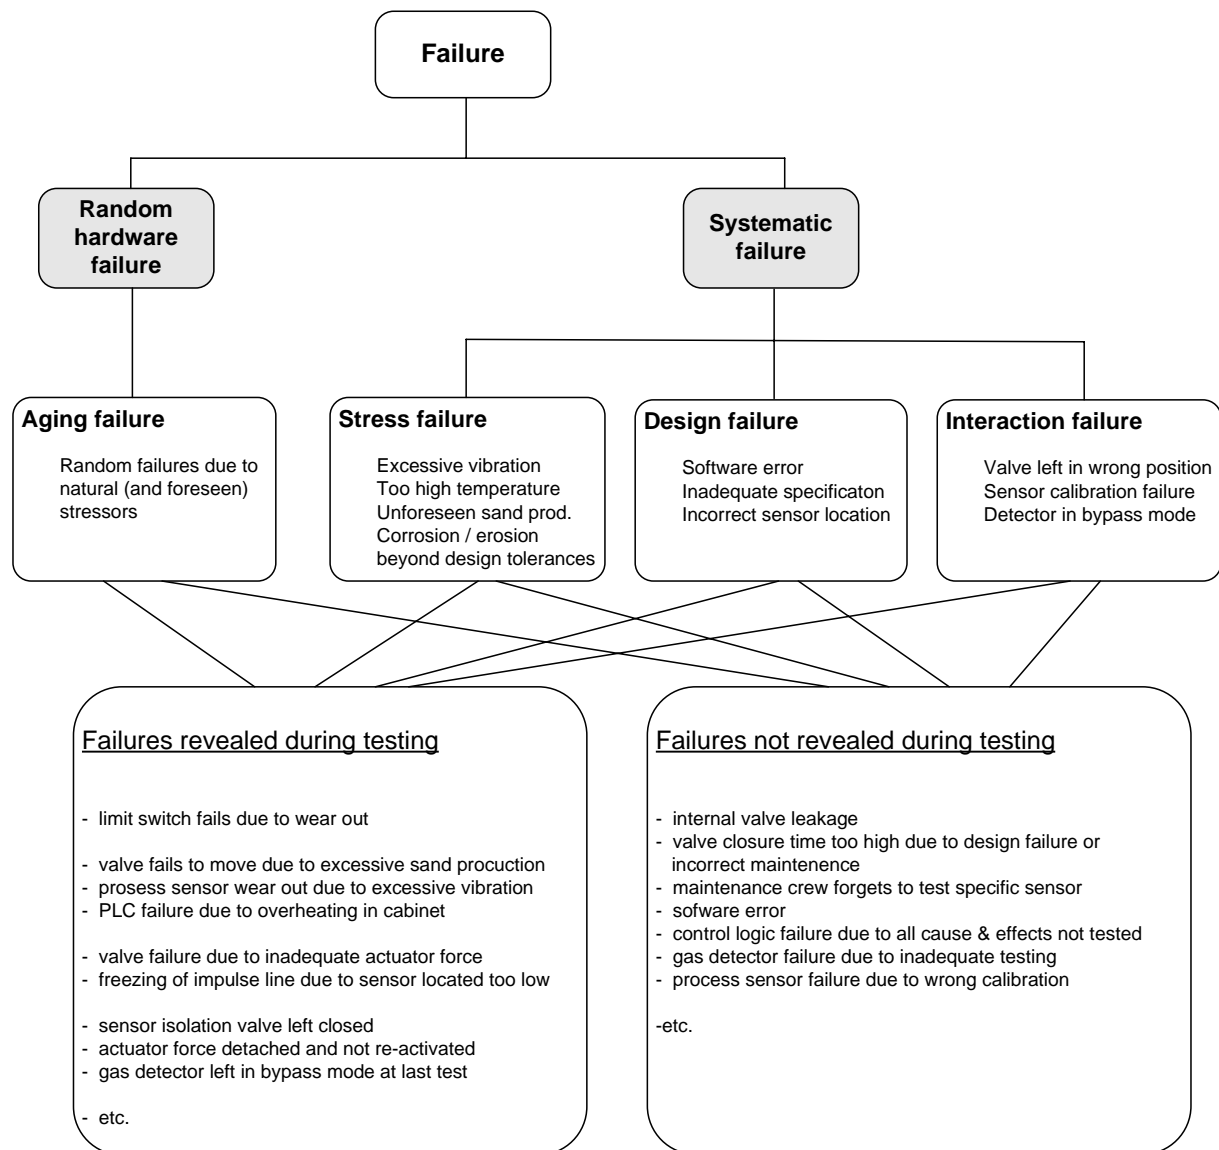 Failure
Random
hardware
failure
Systematic
failure
Aging failure
Random failures due to
natural (and foreseen)
stressors
Stress failure
Excessive vibration
Too high temperature
Unforeseen sand prod.
Corrosion / erosion
beyond design tolerances
Design failure
Software error
Inadequate specificaton
Incorrect sensor location
Interaction failure
Valve left in wrong position
Sensor calibration failure
Detector in bypass mode
Failures revealed during testing
- limit switch fails due to wear out
- valve fails to move due to excessive sand procuction
- prosess sensor wear out due to excessive vibration
- PLC failure due to overheating in cabinet
- valve failure due to inadequate actuator force
- freezing of impulse line due to sensor located too low
- sensor isolation valve left closed
- actuator force detached and not re-activated
- gas detector left in bypass mode at last test
- etc.
Failures not revealed during testing
- internal valve leakage
- valve closure time too high due to design failure or
incorrect maintenence
- maintenance crew forgets to test specific sensor
- sofware error
- control logic failure due to all cause & effects not tested
- gas detector failure due to inadequate testing
- process sensor failure due to wrong calibration
-etc.